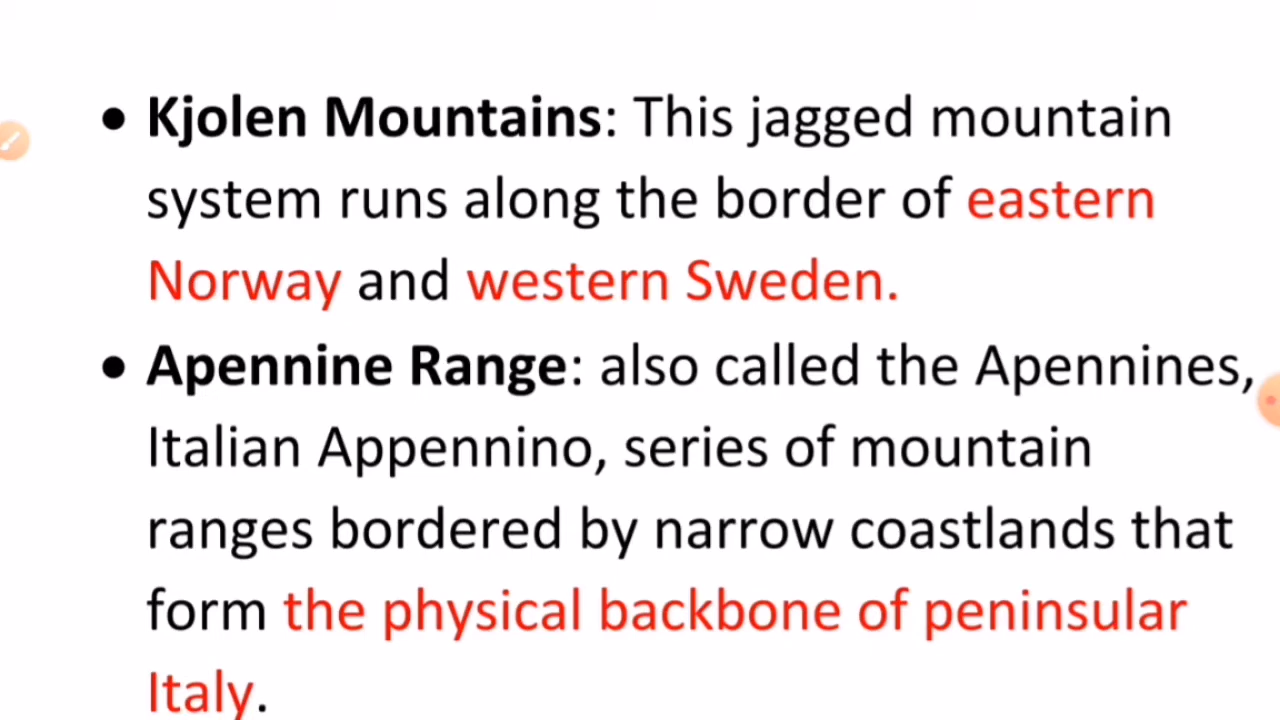 • Kjolen Mountains: This jagged mountain
system runs along the border of eastern
Norway and western Sweden.
• Apennine Range: also called the Apennines,
Italian Appennino, series of mountain
ranges bordered by narrow coastlands that
form the physical backbone of peninsular
Italy.